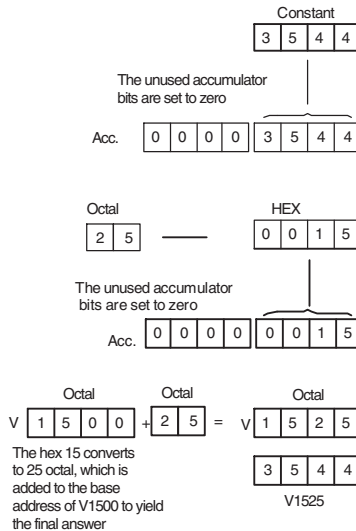 Constant
3 5 4 4
The unused accumulator
bits are set to zero
Acc. 0 0 0 0 3 5 4 4
Octal HEX
2 5 0 0 1 5
The unused accumulator
bits are set to zero
Acc. 0 0 0 0 0 0 1 5
Octal Octal Octal
V 1 5 0 0 + 2 5 = V 1 5 2 5
The hex 15 converts
to 25 octal, which is
added to the base
address of V1500 to yield
the final answer
3 5 4 4
V1525